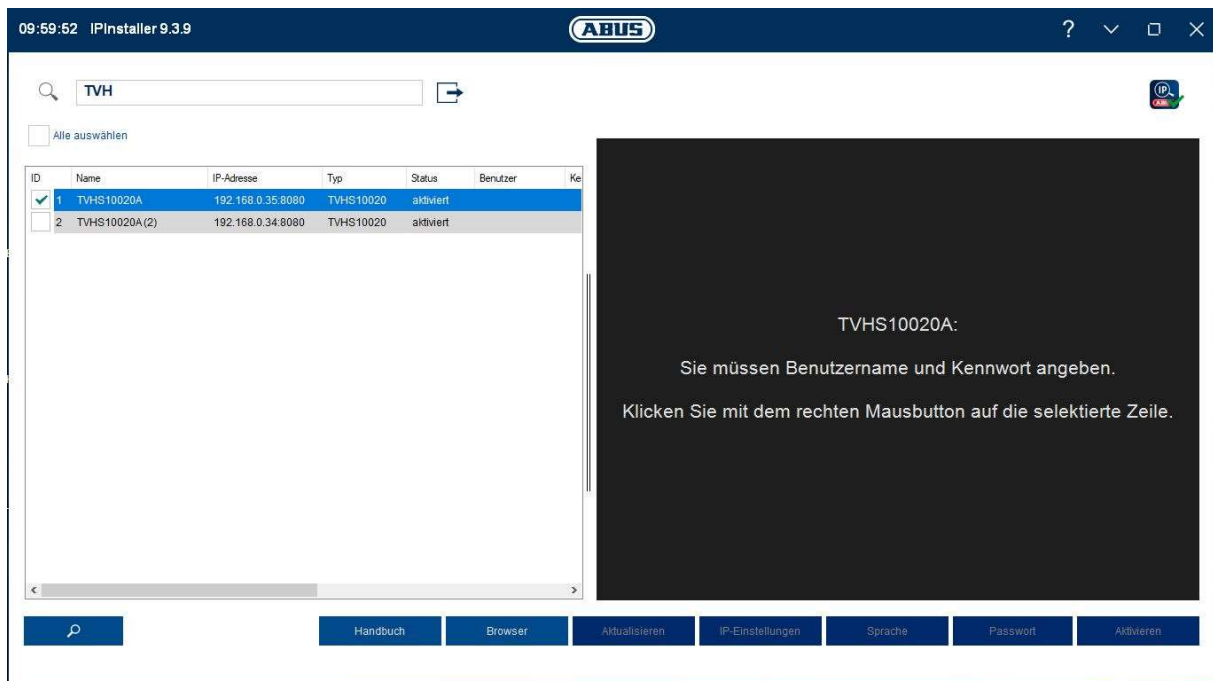 09:59:52 IPInstaller 9.3.9
ABUS
?
TVH
IP
Alle auswählen
ID Name IP-Adresse Typ Status Benutzer Ke
1 TVHS10020A 192.168.0.35:8080 TVHS10020 aktiviert
2 TVHS10020A(2) 192.168.0.34:8080 TVHS10020 aktiviert
TVHS10020A:
Sie müssen Benutzername und Kennwort angeben.
Klicken Sie mit dem rechten Mausbutton auf die selektierte Zeile.
Handbuch Browser Aktualisieren IP-Einstellungen Sprache Passwort Aktivieren